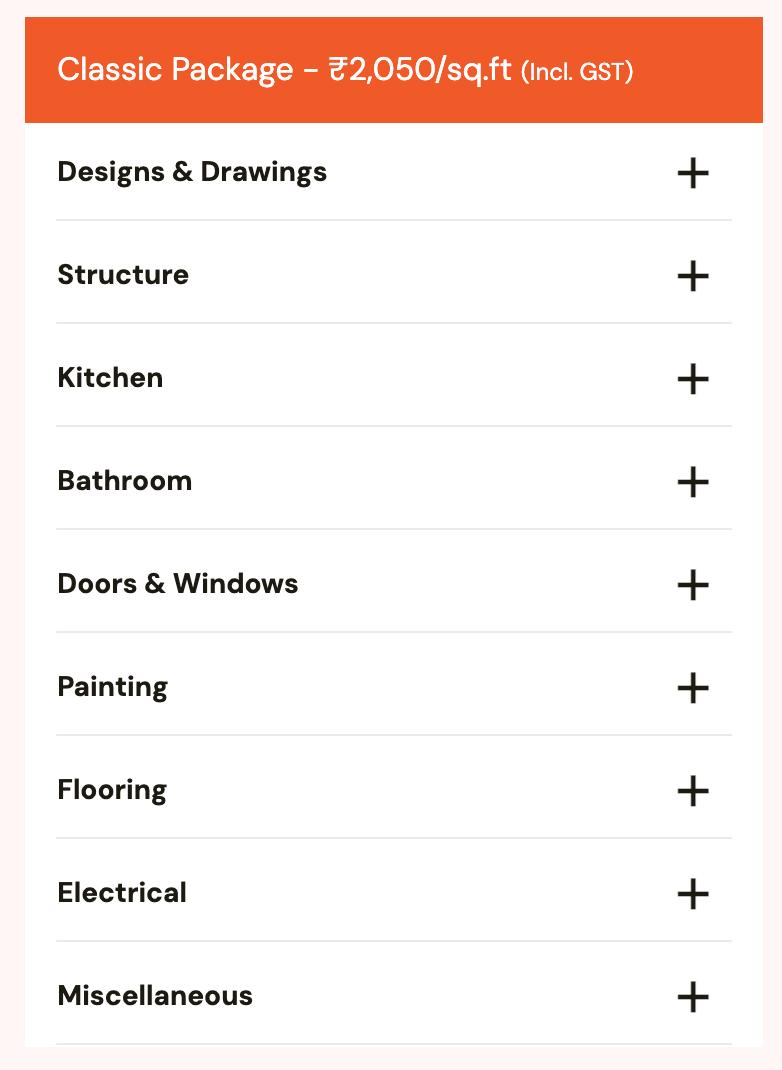 Classic Package - ₹2,050/sq.ft (Incl. GST)
Designs & Drawings
Structure
Kitchen
Bathroom
Doors & Windows
Painting
Flooring
Electrical
Miscellaneous